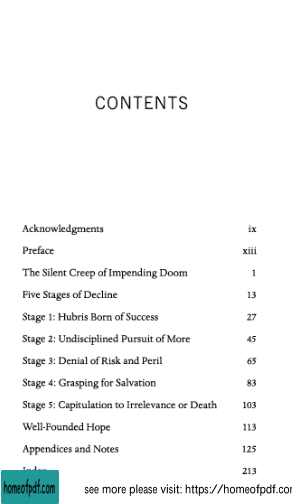 CONTENTS
Acknowledgments ix
Preface xiii
The Silent Creep of Impending Doom 1
Five Stages of Decline 13
Stage 1: Hubris Born of Success 27
Stage 2: Undisciplined Pursuit of More 45
Stage 3: Denial of Risk and Peril 65
Stage 4: Grasping for Salvation 83
Stage 5: Capitulation to Irrelevance or Death 103
Well-Founded Hope 113
Appendices and Notes 125
Index 213
homeofpdf.com see more please visit: https://homeofpdf.com